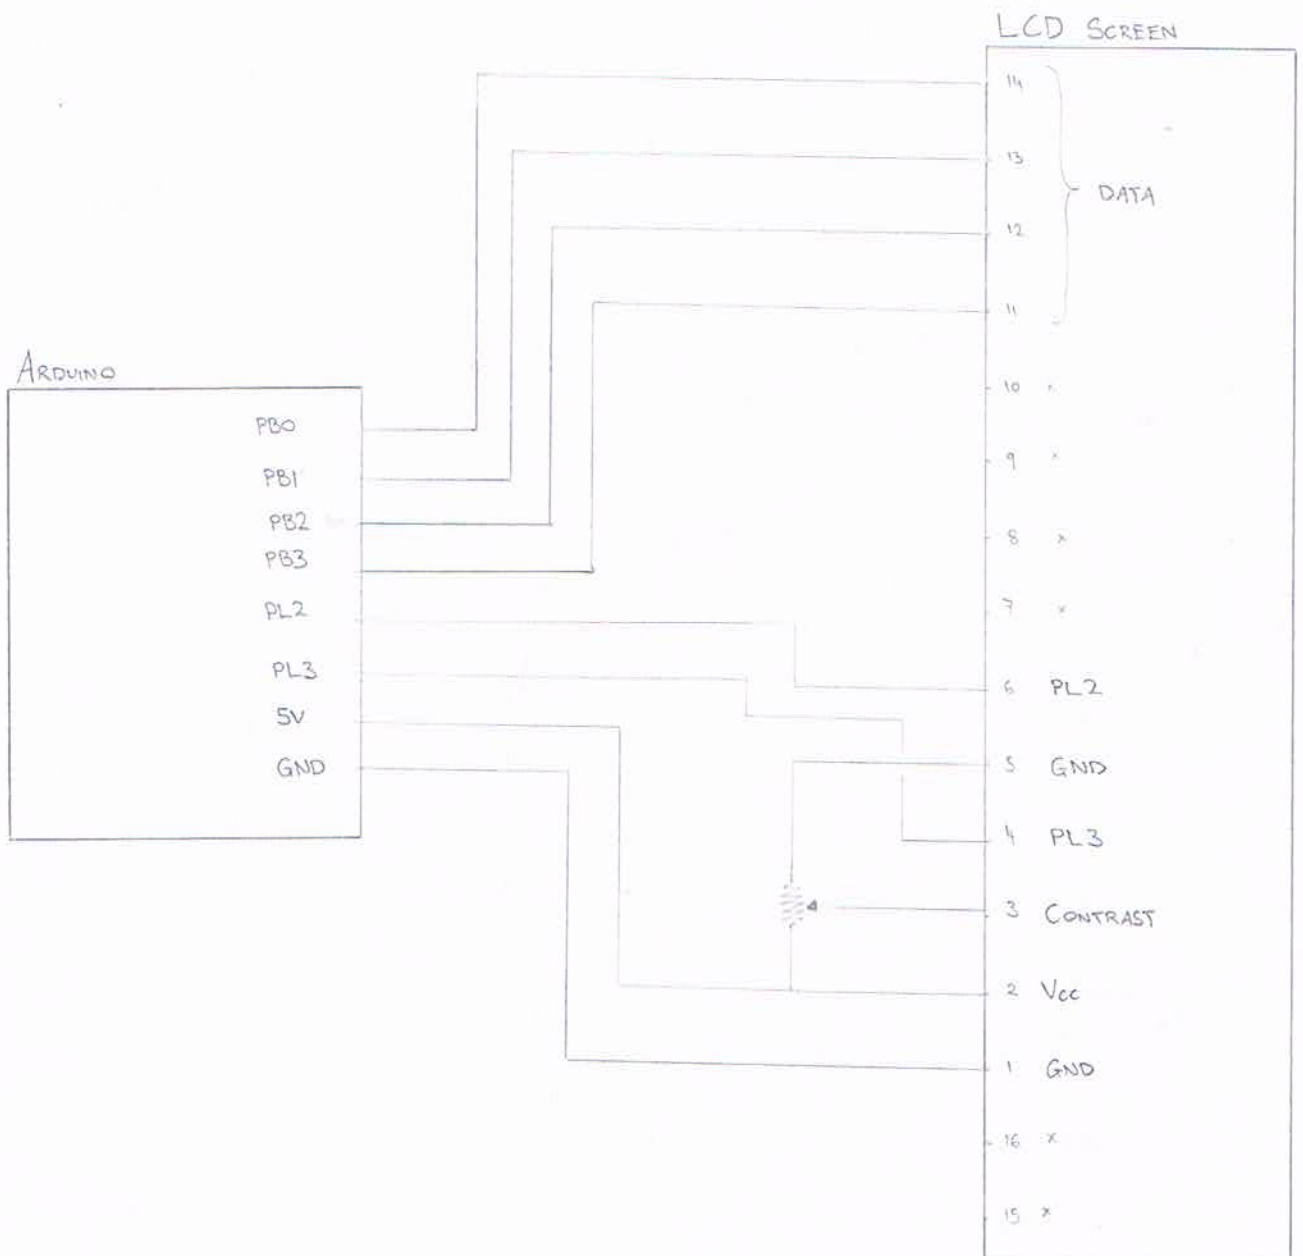 LCD SCREEN
14
13
DATA
12
11
ARDUINO
10 x
PB0
9 x
PB1
PB2
8 x
PB3
7 x
PL2
PL3
6 PL2
5V
5 GND
GND
4 PL3
3 CONTRAST
2 Vcc
1 GND
16 x
15 x